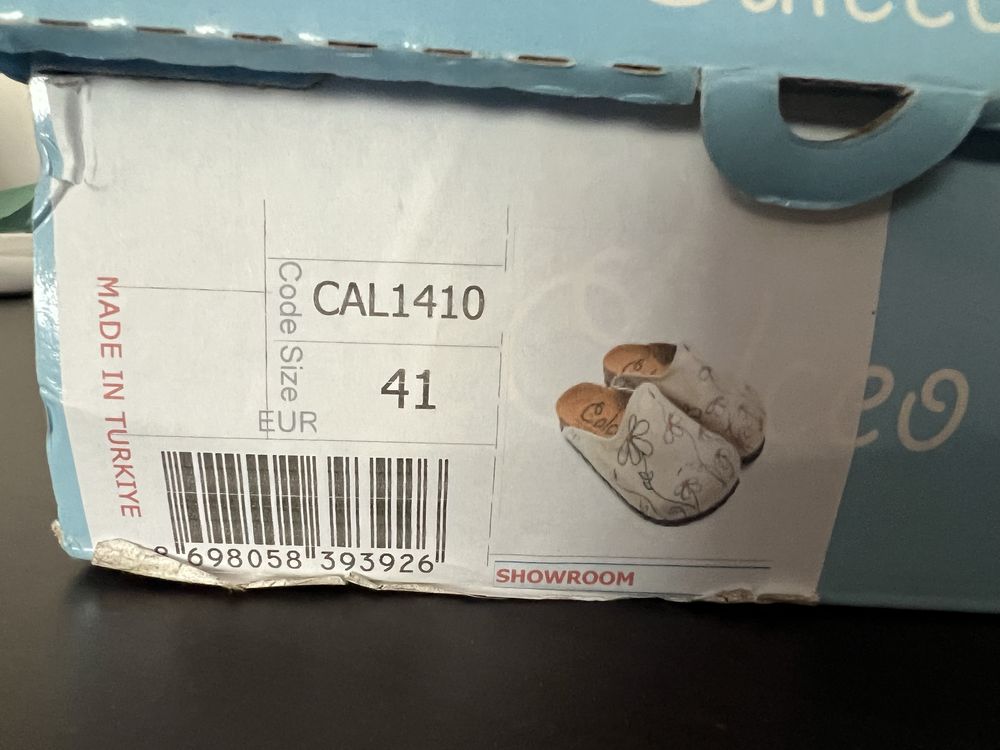 MADE IN TURKIYE
Code
CAL1410
Size
EUR
41
8 698058 393926
SHOWROOM